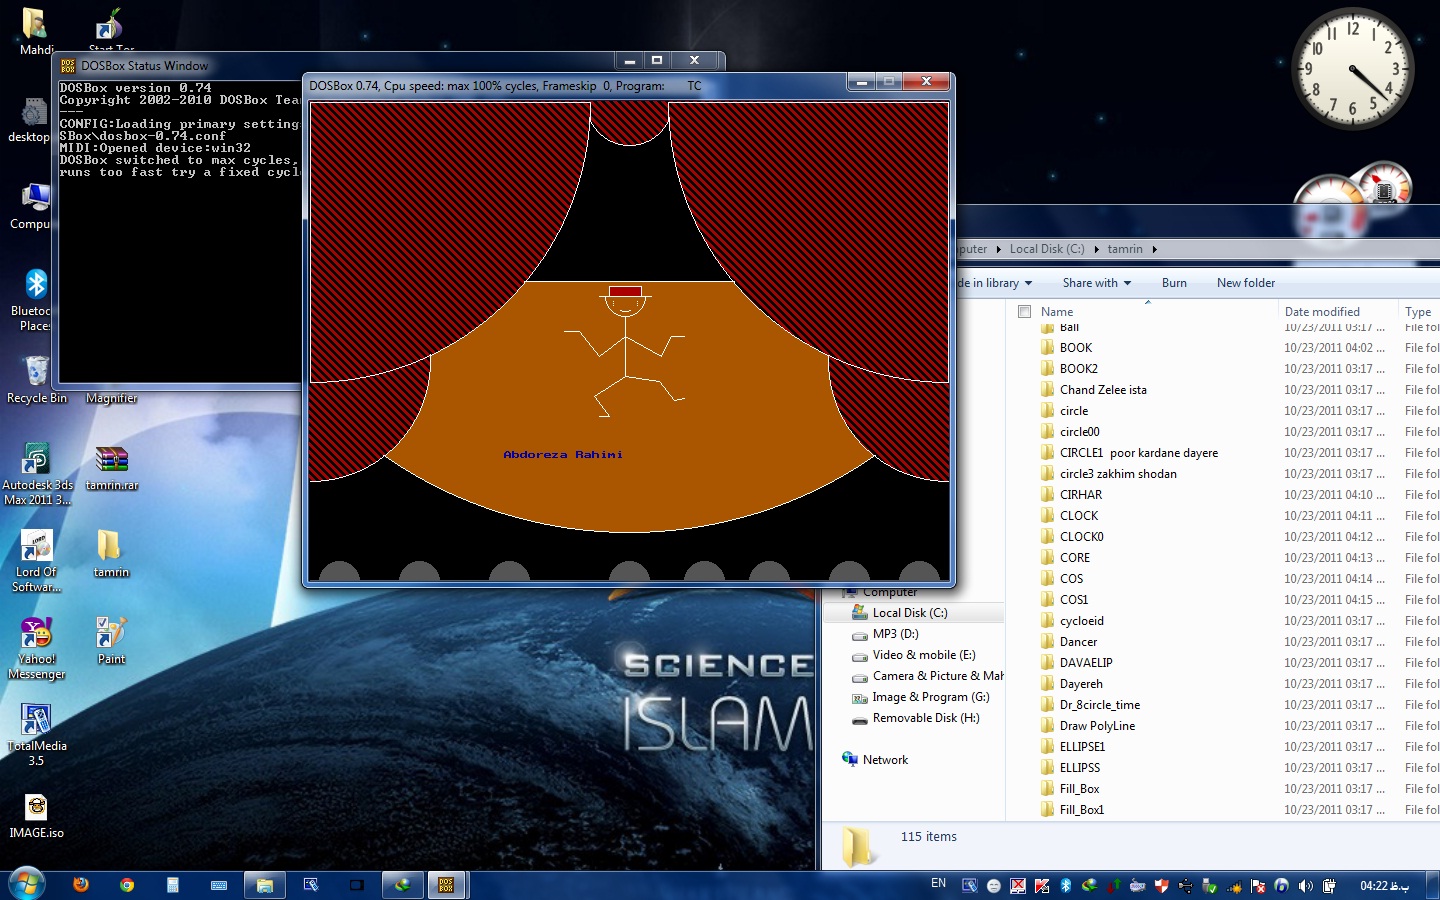 Mahdi
Start Tor
desktop
Compu
Bluetoo
Places
Recycle Bin
Magnifier
Autodesk 3ds
Max 2011 3...
tamrin.rar
Lord Of
Softwar...
tamrin
Yahoo!
Messenger
Paint
TotalMedia
3.5
IMAGE.iso
DOSBox Status Window
DOSBox version 0.74
Copyright 2002-2010 DOSBox Tea
---
CONFIG:Loading primary setting
SBox\dosbox-0.74.conf
MIDI:Opened device:win32
DOSBox switched to max cycles,
runs too fast try a fixed cycl
DOSBox 0.74, Cpu speed: max 100% cycles, Frameskip 0, Program: TC
Abdoreza Rahimi
SCIENCE
ISLAM
12 1 2 3 4 5 6 7 8 9 10 11
puter ▸ Local Disk (C:) ▸ tamrin ▸
de in library
Share with
Burn
New folder
Name Date modified Type
Ball 10/23/2011 03:17 ... File fol
BOOK 10/23/2011 04:02 ... File fol
BOOK2 10/23/2011 03:17 ... File fol
Chand Zelee ista 10/23/2011 03:17 ... File fol
circle 10/23/2011 03:17 ... File fol
circle00 10/23/2011 03:17 ... File fol
CIRCLE1 poor kardane dayere 10/23/2011 03:17 ... File fol
circle3 zakhim shodan 10/23/2011 03:17 ... File fol
CIRHAR 10/23/2011 04:10 ... File fol
CLOCK 10/23/2011 04:11 ... File fol
CLOCK0 10/23/2011 04:12 ... File fol
CORE 10/23/2011 04:13 ... File fol
COS 10/23/2011 04:14 ... File fol
COS1 10/23/2011 04:15 ... File fol
cycloeid 10/23/2011 03:17 ... File fol
Dancer 10/23/2011 03:17 ... File fol
DAVAELIP 10/23/2011 03:17 ... File fol
Dayereh 10/23/2011 03:17 ... File fol
Dr_8circle_time 10/23/2011 03:17 ... File fol
Draw PolyLine 10/23/2011 03:17 ... File fol
ELLIPSE1 10/23/2011 03:17 ... File fol
ELLIPSS 10/23/2011 03:17 ... File fol
Fill_Box 10/23/2011 03:17 ... File fol
Fill_Box1 10/23/2011 03:17 ... File fol
Computer
Local Disk (C:)
MP3 (D:)
Video & mobile (E:)
Camera & Picture & Mah
Image & Program (G:)
Removable Disk (H:)
Network
115 items
EN
04:22 ب.ظ